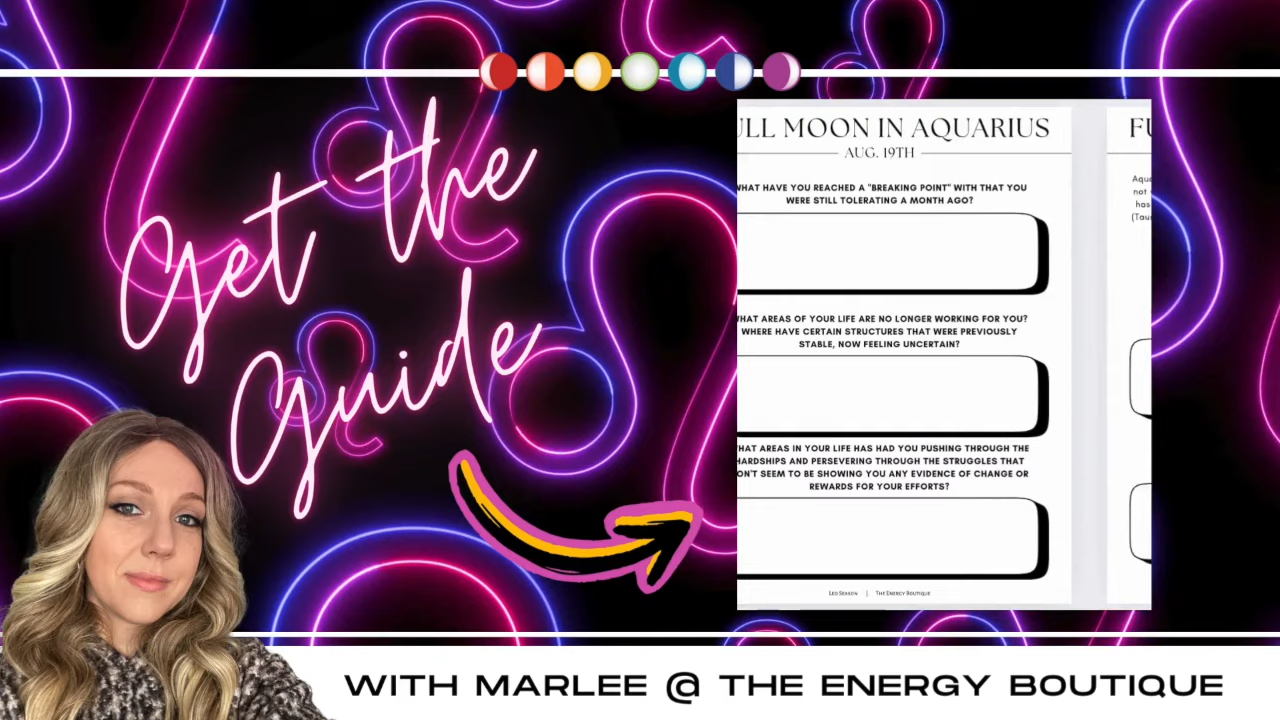 Get the
Guide
ULL MOON IN AQUARIUS
AUG. 19TH
WHAT HAVE YOU REACHED A "BREAKING POINT" WITH THAT YOU
WERE STILL TOLERATING A MONTH AGO?
WHAT AREAS OF YOUR LIFE ARE NO LONGER WORKING FOR YOU?
WHERE HAVE CERTAIN STRUCTURES THAT WERE PREVIOUSLY
STABLE, NOW FEELING UNCERTAIN?
HAT AREAS IN YOUR LIFE HAS HAD YOU PUSHING THROUGH THE
HARDSHIPS AND PERSEVERING THROUGH THE STRUGGLES THAT
ON'T SEEM TO BE SHOWING YOU ANY EVIDENCE OF CHANGE OR
REWARDS FOR YOUR EFFORTS?
LEO SEASON | THE ENERGY BOUTIQUE
FU
Aqua
not
has
(Tau
WITH MARLEE @ THE ENERGY BOUTIQUE